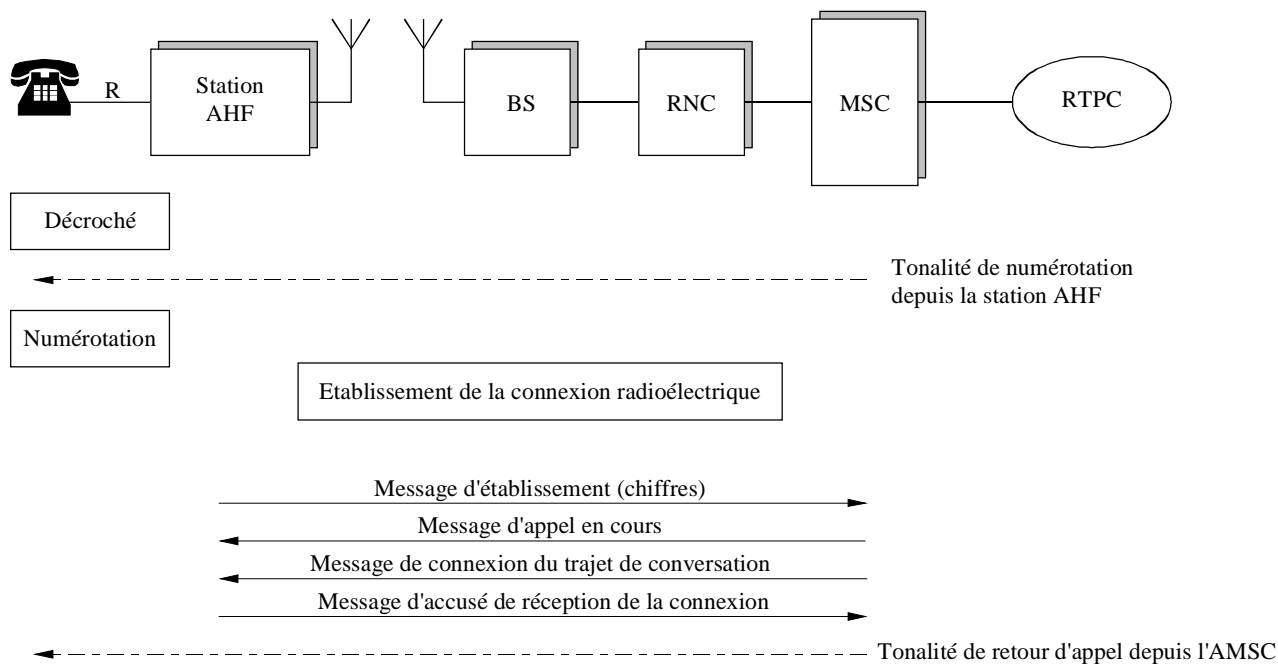 R
Station
AHF
BS
RNC
MSC
RTPC
Décroché
Tonalité de numérotation
depuis la station AHF
Numérotation
Etablissement de la connexion radioélectrique
Message d'établissement (chiffres)
Message d'appel en cours
Message de connexion du trajet de conversation
Message d'accusé de réception de la connexion
Tonalité de retour d'appel depuis l'AMSC